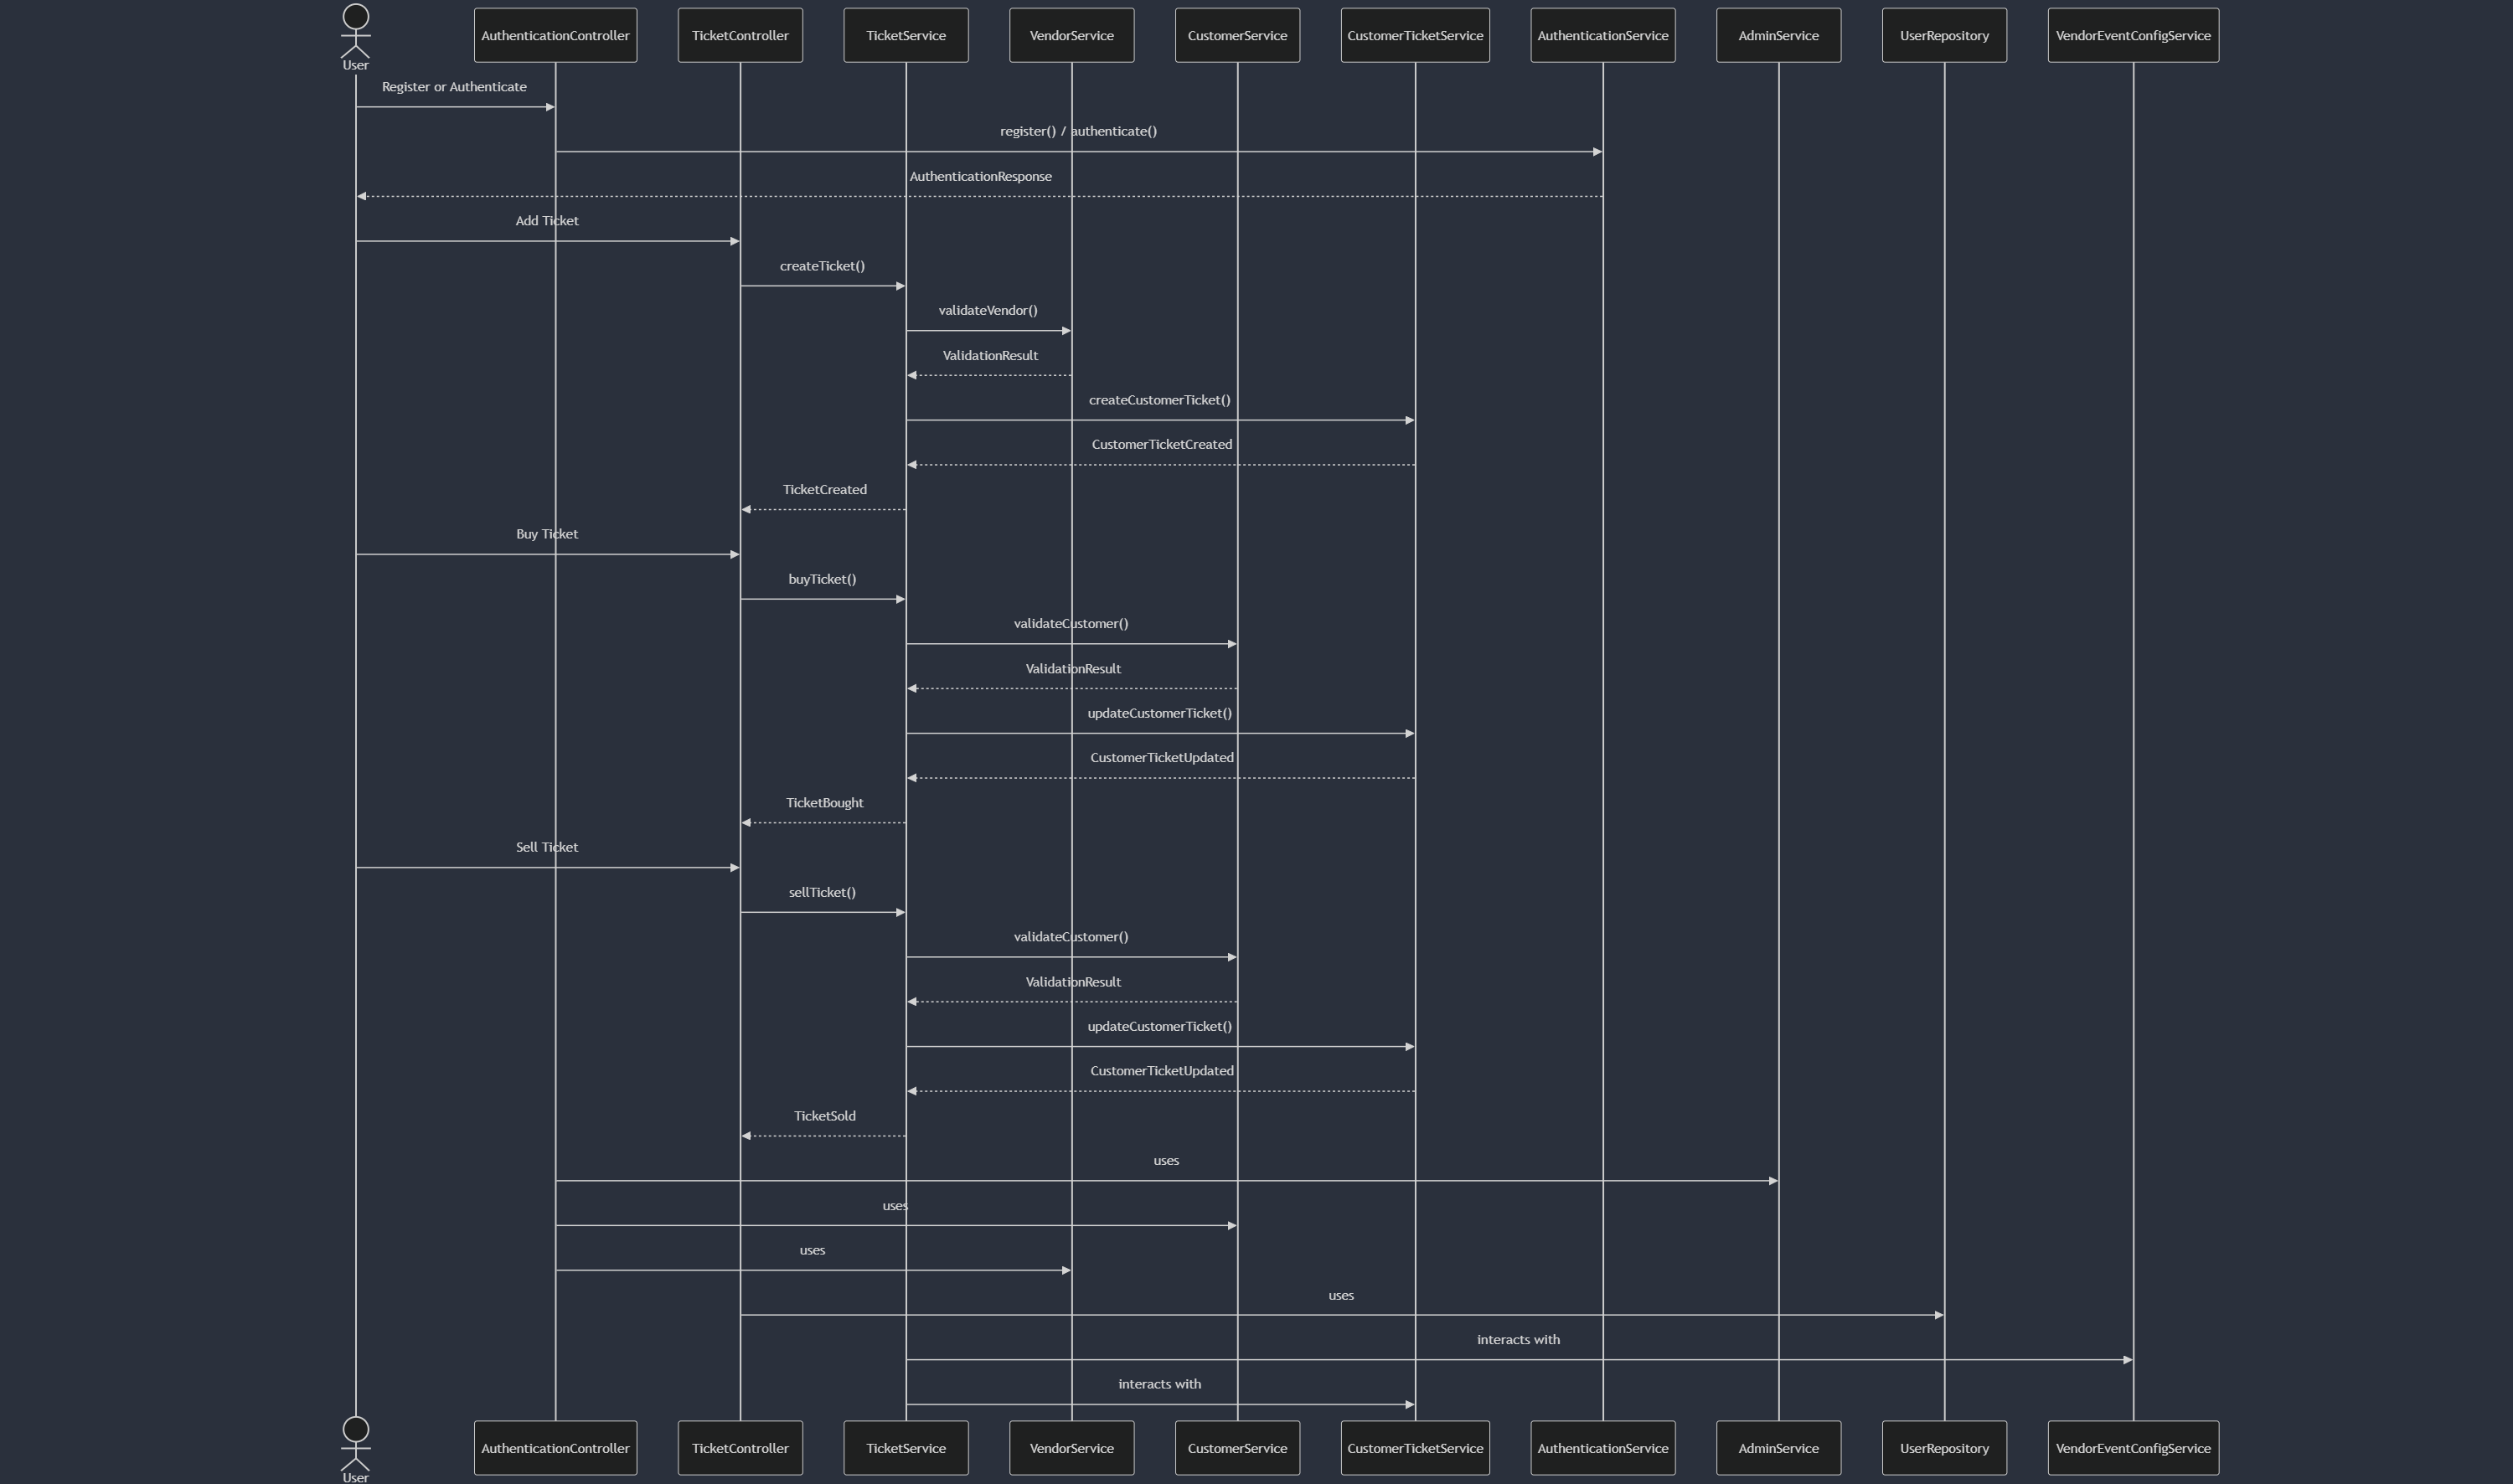 User
AuthenticationController
TicketController
TicketService
VendorService
CustomerService
CustomerTicketService
AuthenticationService
AdminService
UserRepository
VendorEventConfigService
Register or Authenticate
register() / authenticate()
AuthenticationResponse
Add Ticket
createTicket()
validateVendor()
ValidationResult
createCustomerTicket()
CustomerTicketCreated
TicketCreated
Buy Ticket
buyTicket()
validateCustomer()
ValidationResult
updateCustomerTicket()
CustomerTicketUpdated
TicketBought
Sell Ticket
sellTicket()
validateCustomer()
ValidationResult
updateCustomerTicket()
CustomerTicketUpdated
TicketSold
uses
uses
uses
uses
interacts with
interacts with
User
AuthenticationController
TicketController
TicketService
VendorService
CustomerService
CustomerTicketService
AuthenticationService
AdminService
UserRepository
VendorEventConfigService